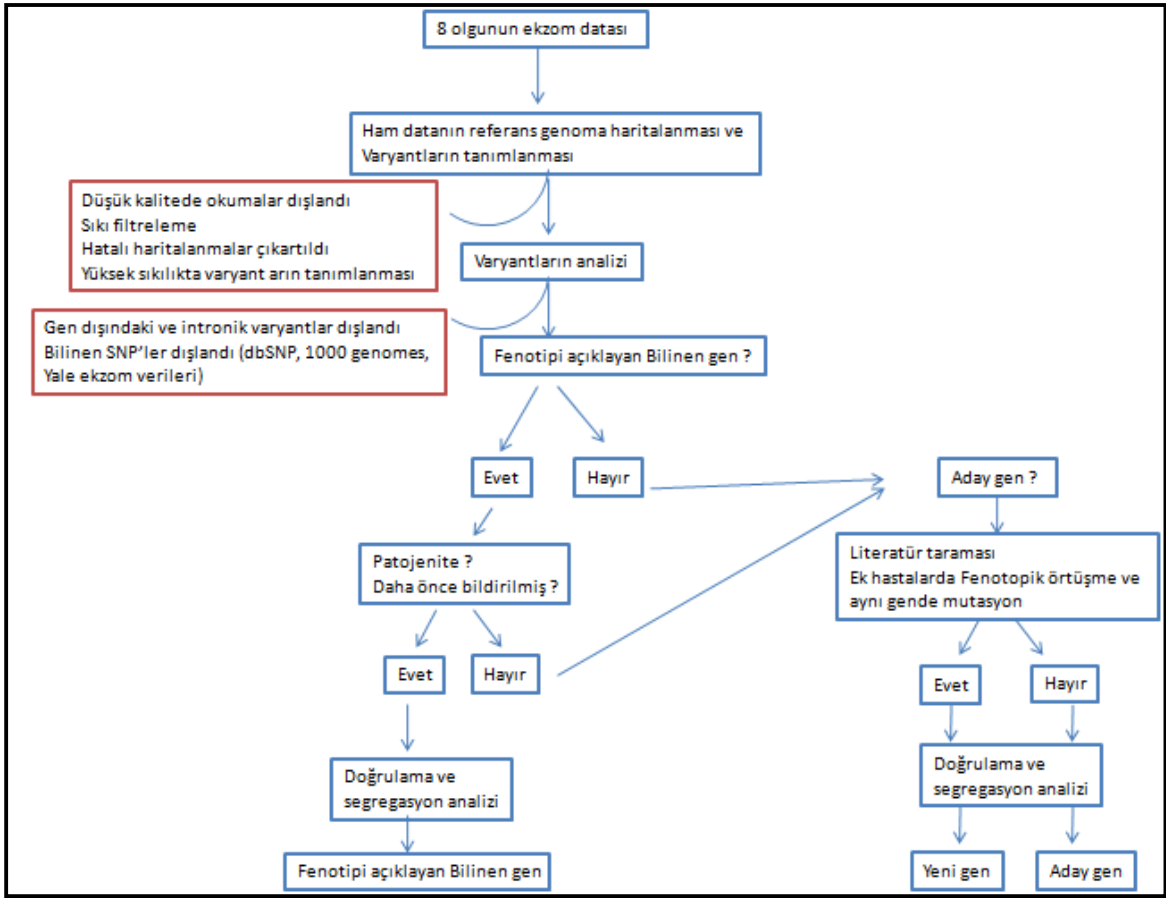 8 olgunun ekzom datası
Ham datanın referans genoma haritalanması ve
Varyantların tanımlanması
Düşük kalitede okumalar dışlandı
Sıkı filtreleme
Hatalı haritalanmalar çıkartıldı
Yüksek sıkılıkta varyant arın tanımlanması
Varyantların analizi
Gen dışındaki ve intronik varyantlar dışlandı
Bilinen SNP'ler dışlandı (dbSNP, 1000 genomes,
Yale ekzom verileri)
Fenotipi açıklayan Bilinen gen ?
Evet
Hayır
Aday gen ?
Patojenite ?
Daha önce bildirilmiş ?
Literatür taraması
Ek hastalarda Fenotopik örtüşme ve
aynı gende mutasyon
Evet
Hayır
Evet
Hayır
Doğrulama ve
segregasyon analizi
Doğrulama ve
segregasyon analizi
Fenotipi açıklayan Bilinen gen
Yeni gen
Aday gen